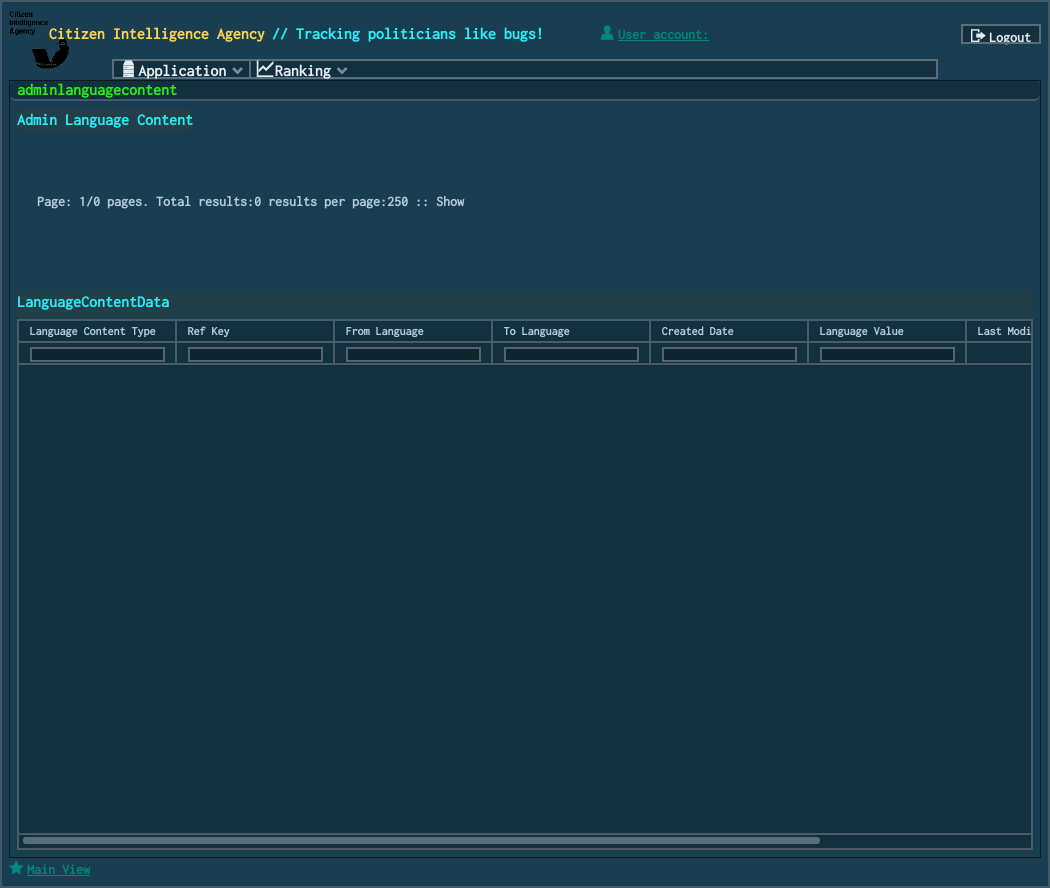 Citizen
Intelligence
Agency
Citizen Intelligence Agency // Tracking politicians like bugs!
User account:
Logout
Application
Ranking
adminlanguagecontent
Admin Language Content
Page: 1/0 pages. Total results:0 results per page:250 :: Show
LanguageContentData
Language Content Type
Ref Key
From Language
To Language
Created Date
Language Value
Last Modi
Main View